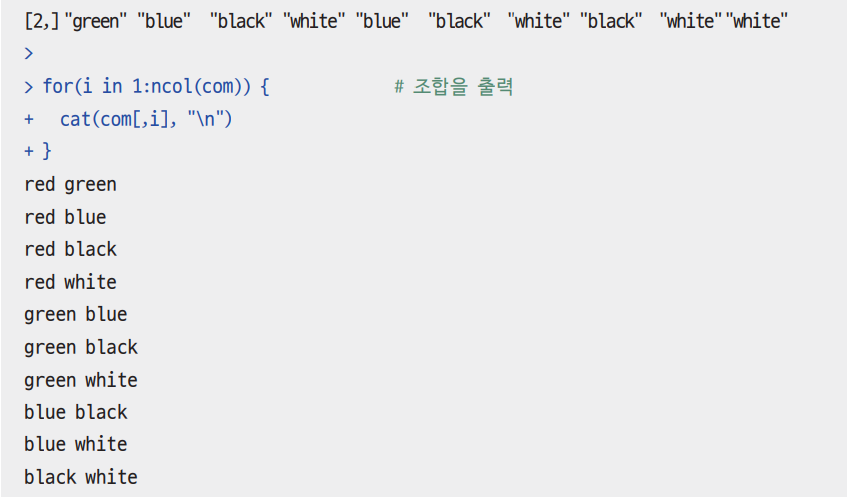 [2,] "green" "blue" "black" "white" "blue" "black" "white" "black" "white" "white"
>
> for(i in 1:ncol(com)) { # 조합을 출력
+ cat(com[,i], "\n")
+ }
red green
red blue
red black
red white
green blue
green black
green white
blue black
blue white
black white